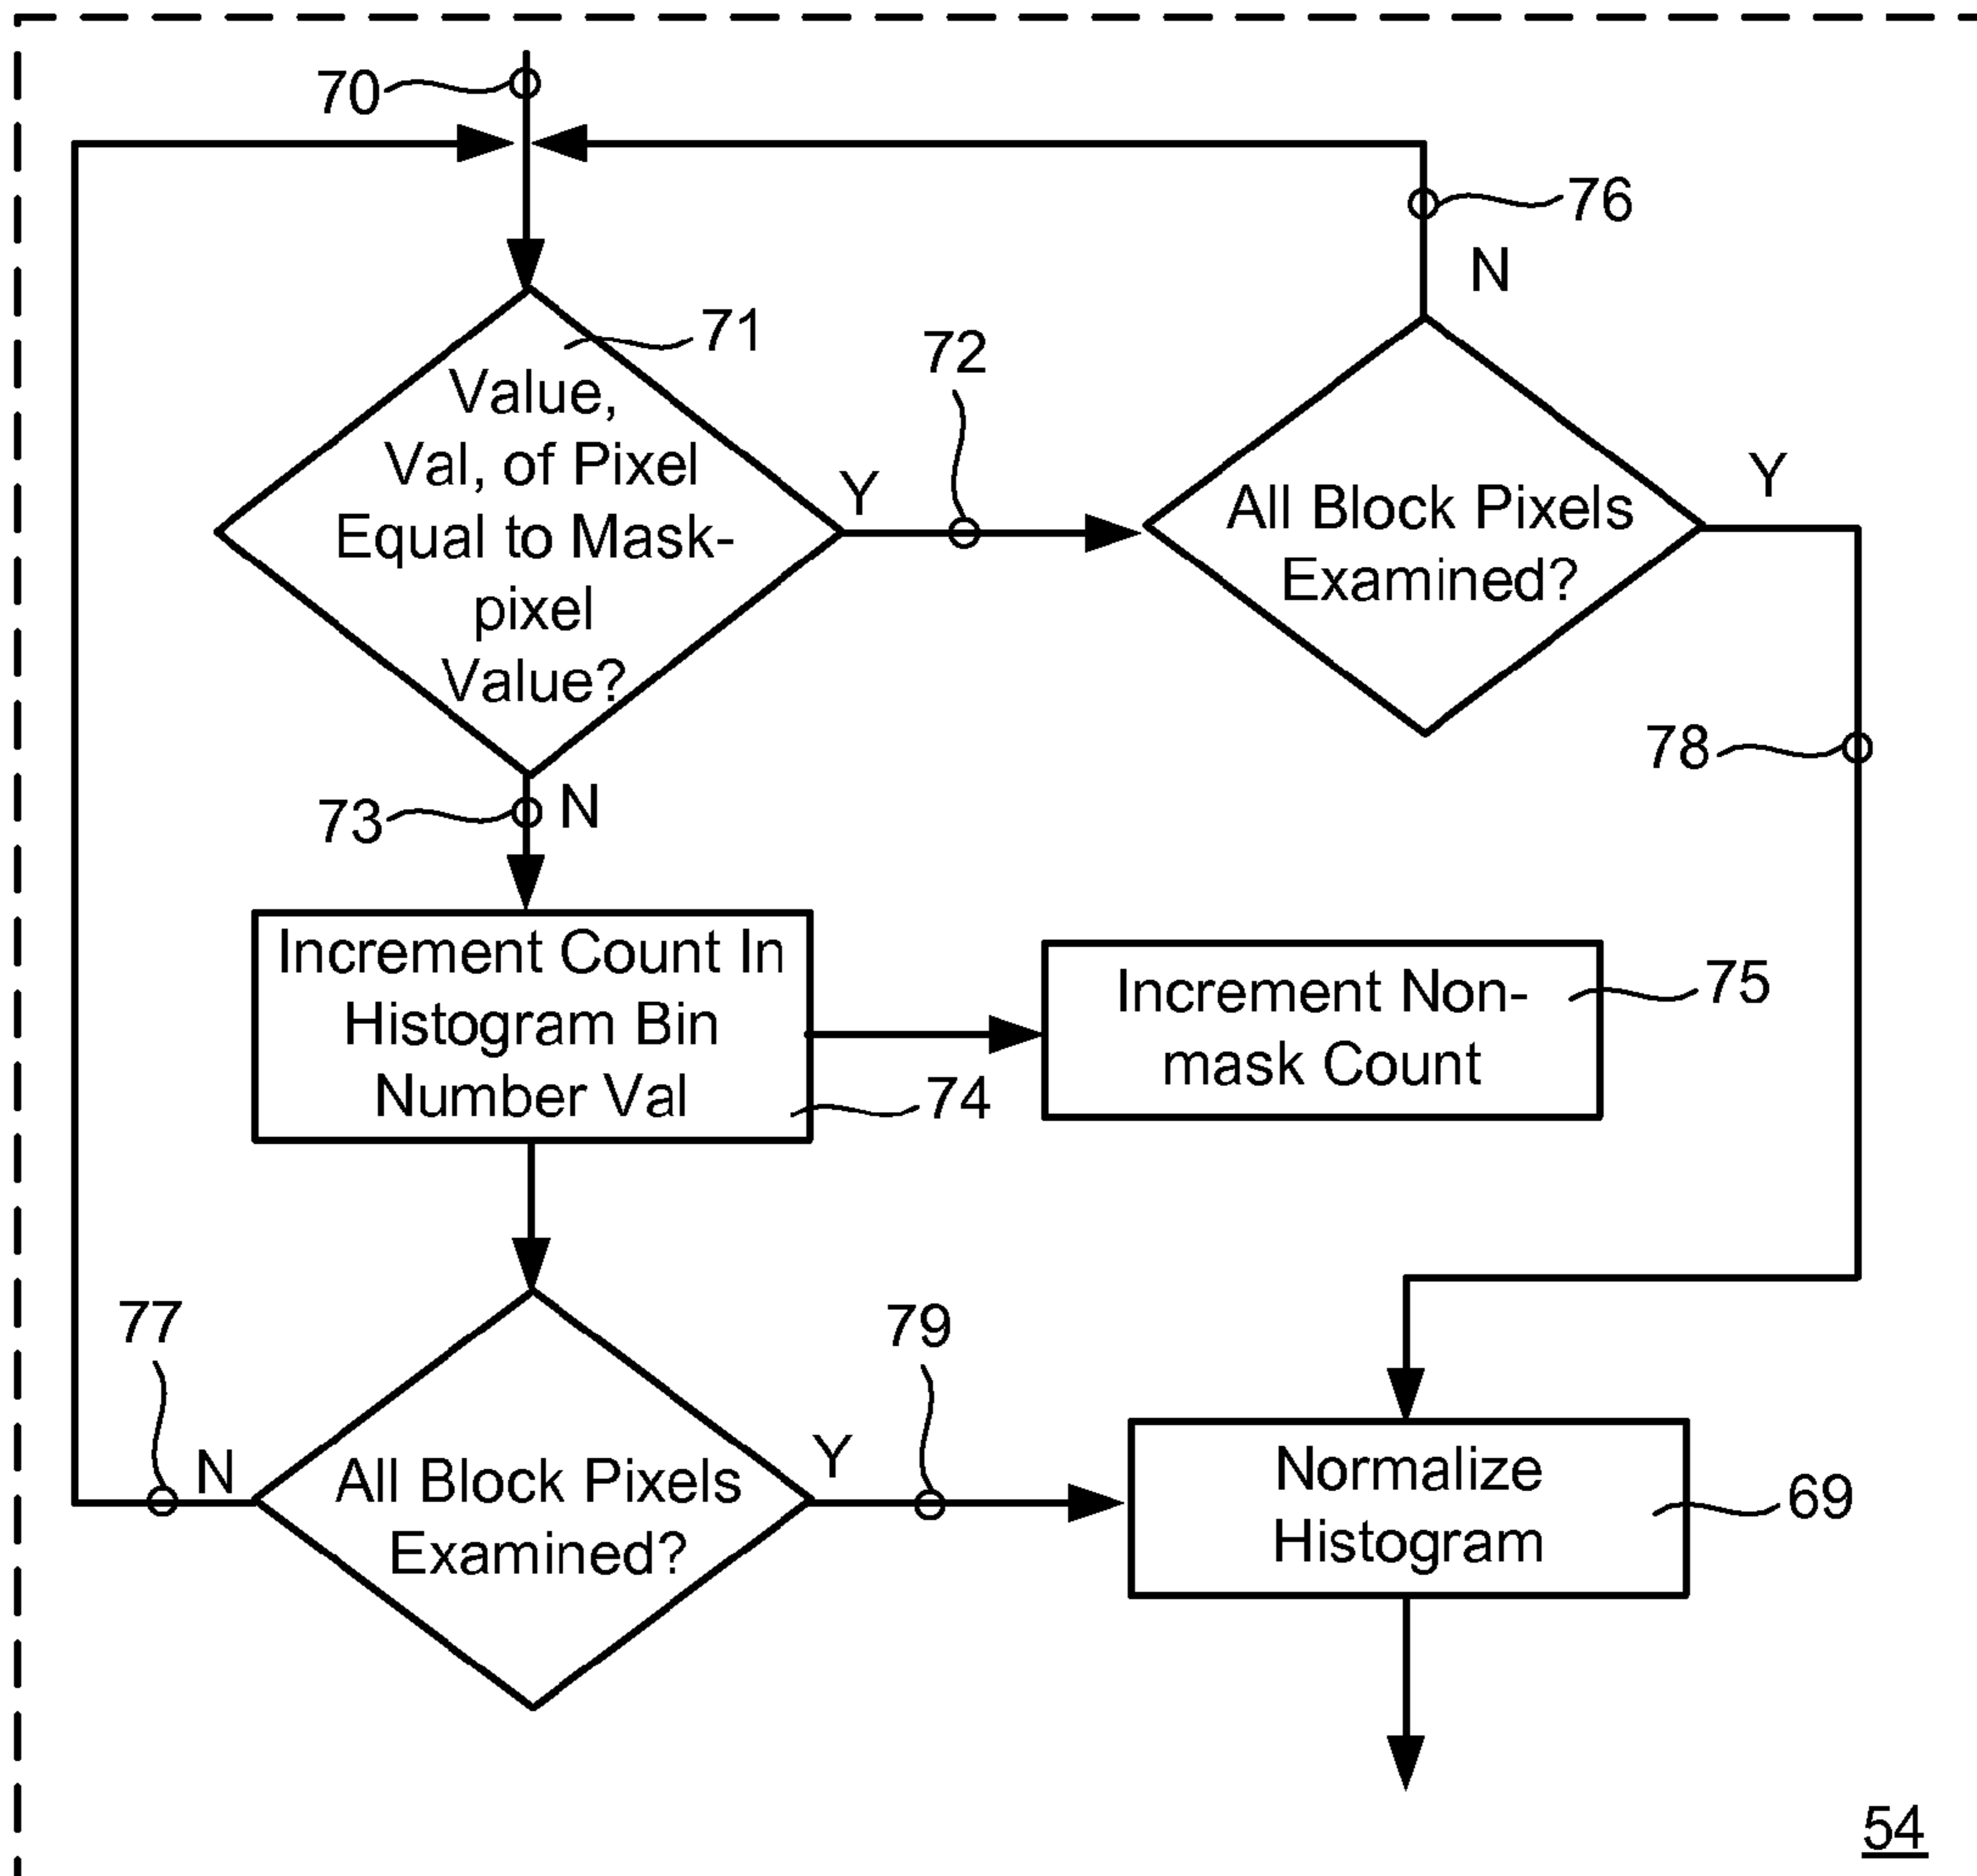 70
76
N
71
Value,
Val, of Pixel
Equal to Mask-
pixel
Value?
Y
72
All Block Pixels
Examined?
Y
78
73
N
Increment Count In
Histogram Bin
Number Val
74
Increment Non-
mask Count
75
77
N
All Block Pixels
Examined?
Y
79
Normalize
Histogram
69
54